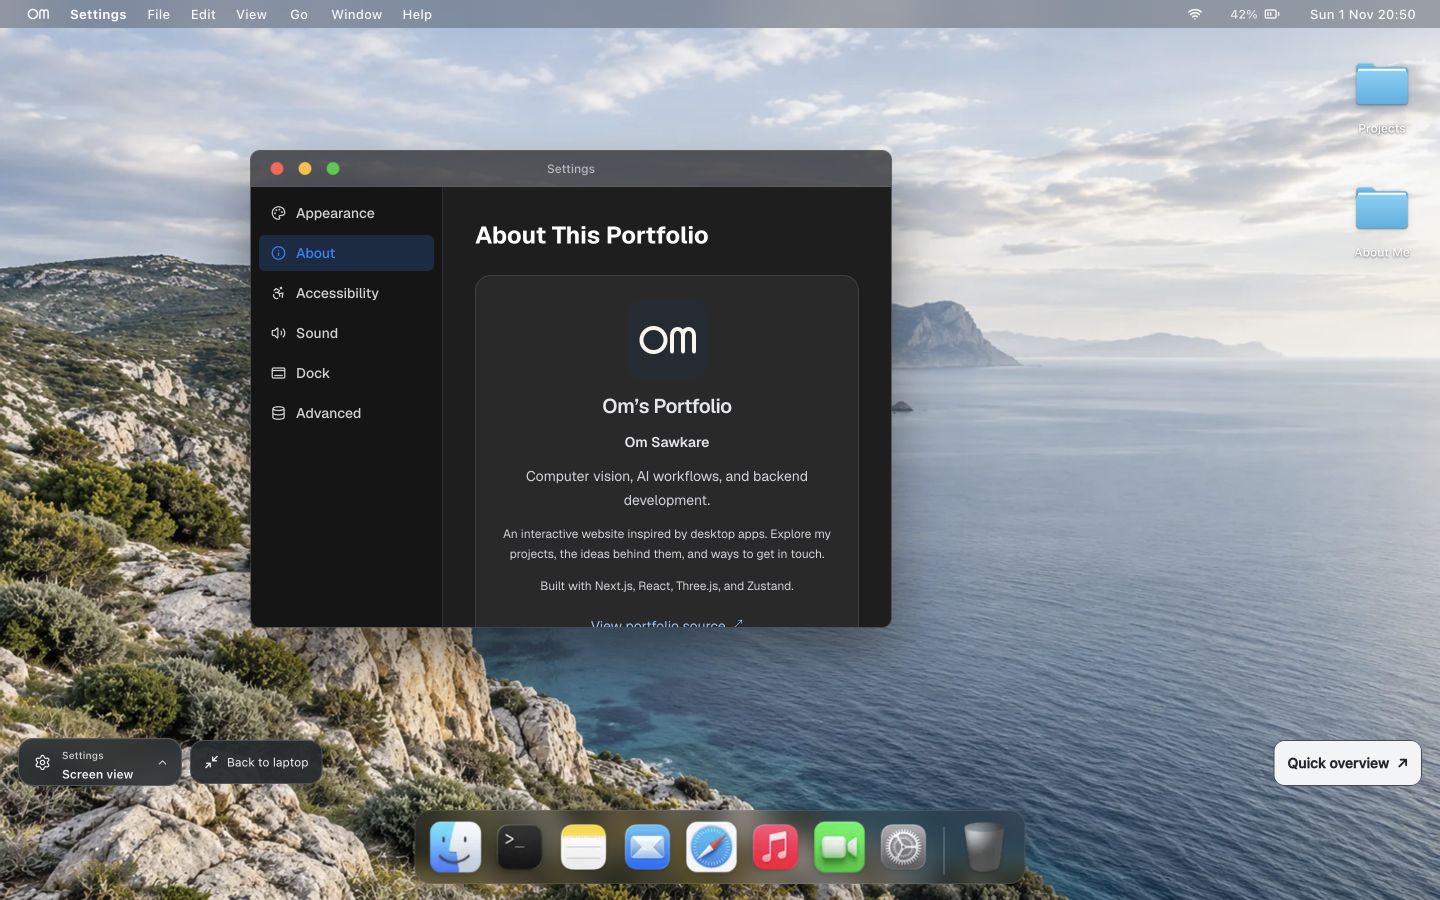 Om Settings File Edit View Go Window Help 42% Sun 1 Nov 20:50
Projects
About Me
Settings
Appearance
About
Accessibility
Sound
Dock
Advanced
About This Portfolio
Om
Om's Portfolio
Om Sawkare
Computer vision, AI workflows, and backend
development.
An interactive website inspired by desktop apps. Explore my
projects, the ideas behind them, and ways to get in touch.
Built with Next.js, React, Three.js, and Zustand.
View portfolio source ↗
Settings
Screen view
Back to laptop
Quick overview ↗
>_